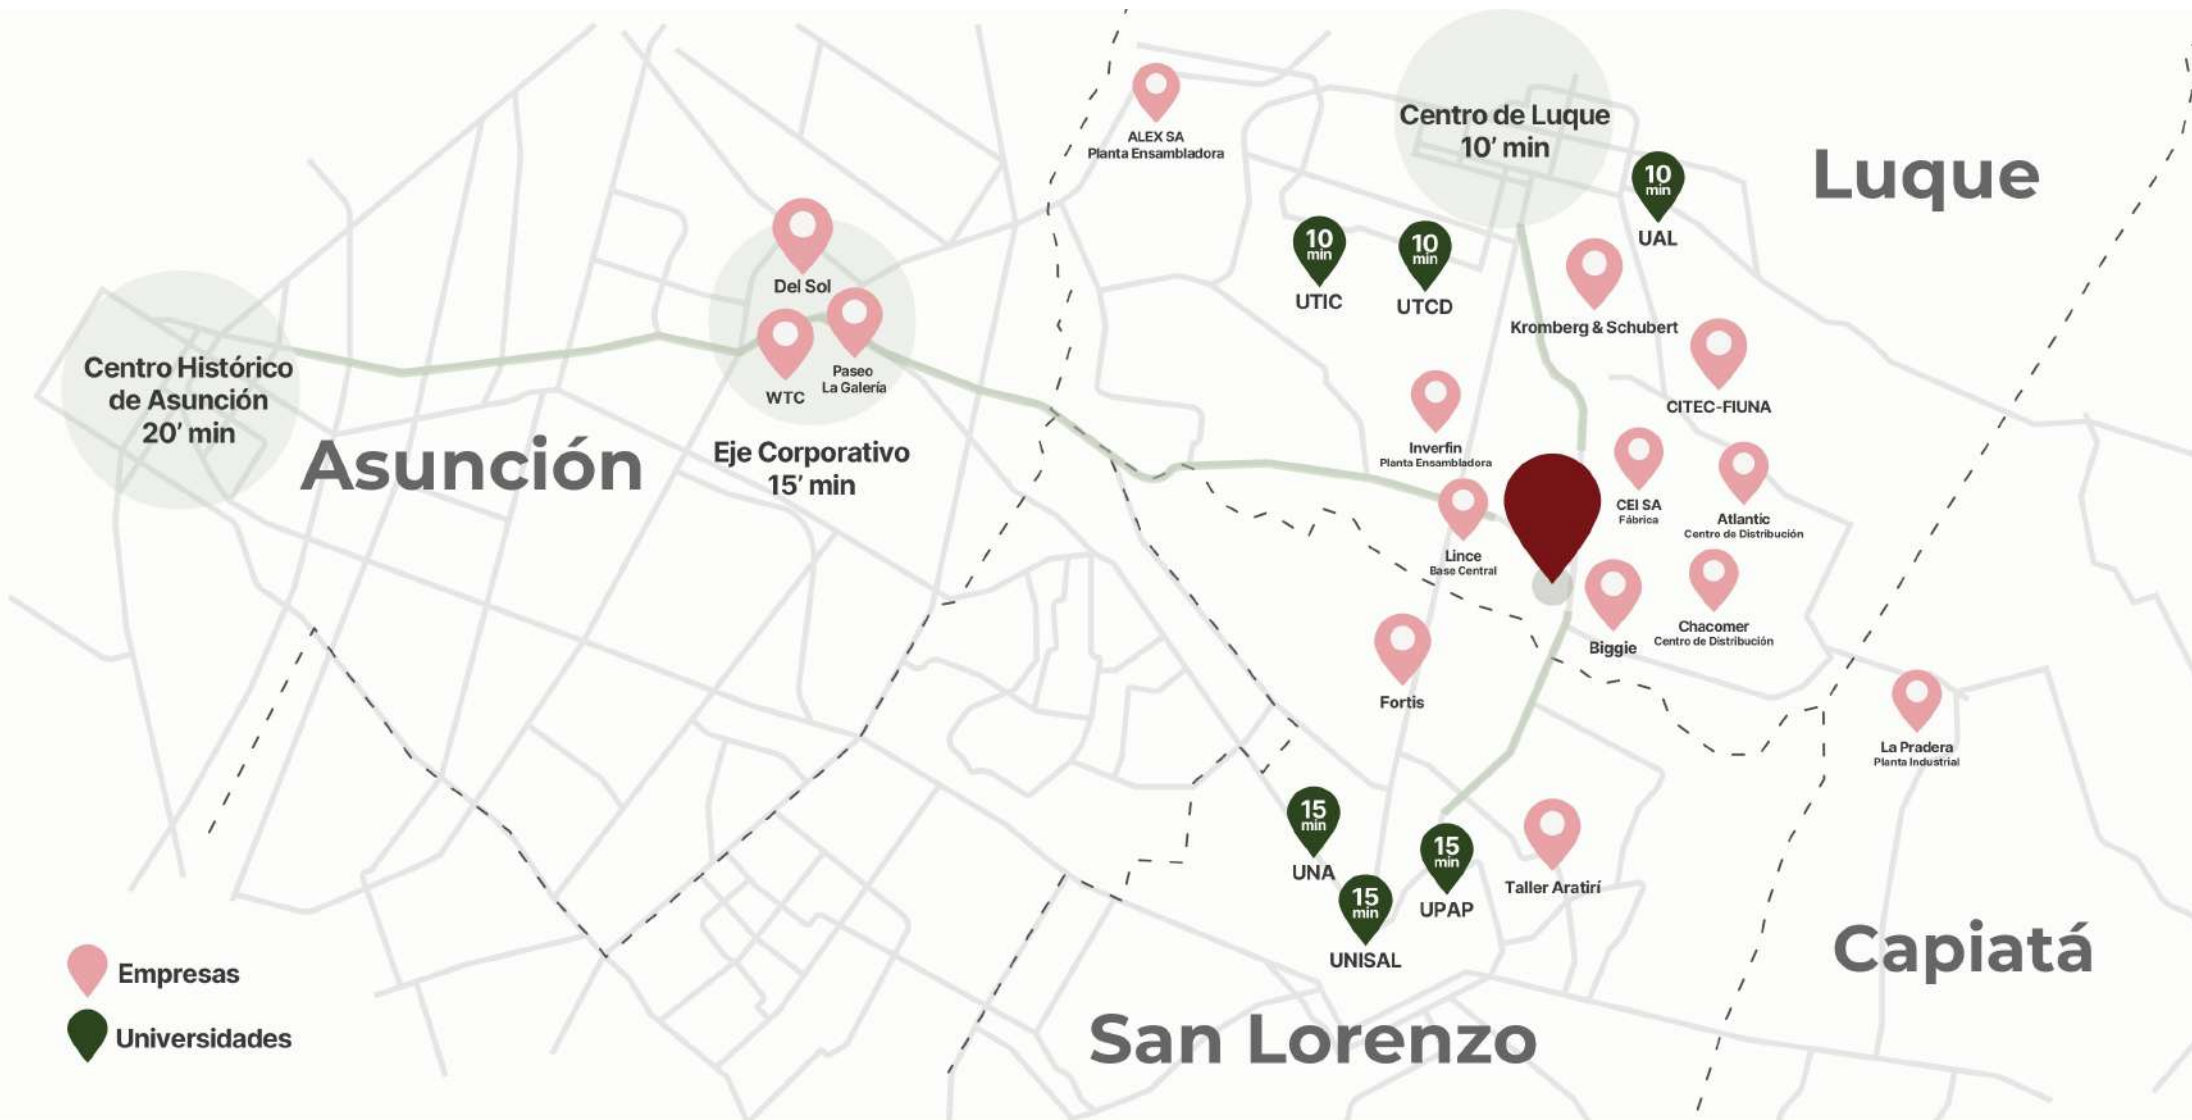 ALEX SA
Planta Ensambladora
Centro de Luque
10' min
Luque
10
min
UAL
10
min
UTIC
10
min
UTCD
Del Sol
Kromberg & Schubert
Paseo
La Galería
WTC
Centro Histórico
de Asunción
20' min
Asunción
Eje Corporativo
15' min
CITEC-FIUNA
Inverfin
Planta Ensambladora
CEI SA
Fábrica
Atlantic
Centro de Distribución
Lince
Base Central
Chacomer
Centro de Distribución
Biggie
Fortis
La Pradera
Planta Industrial
15
min
UNA
15
min
UPAP
15
min
UNISAL
Taller Aratirí
Capiatá
San Lorenzo
Empresas
Universidades